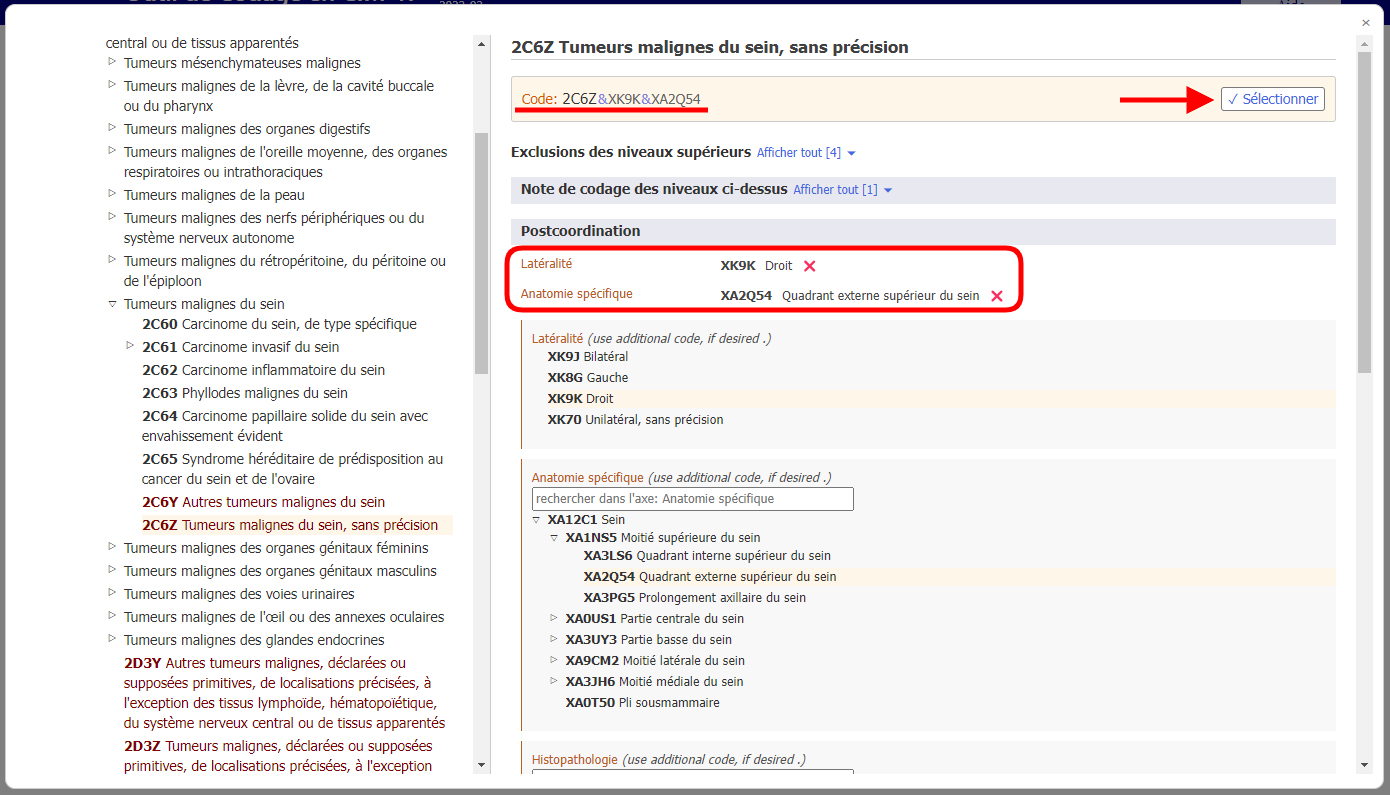 2022-02
×
central ou de tissus apparentés
Tumeurs mésenchymateuses malignes
Tumeurs malignes de la lèvre, de la cavité buccale
ou du pharynx
Tumeurs malignes des organes digestifs
Tumeurs malignes de l'oreille moyenne, des organes
respiratoires ou intrathoraciques
Tumeurs malignes de la peau
Tumeurs malignes des nerfs périphériques ou du
système nerveux autonome
Tumeurs malignes du rétropéritoine, du péritoine ou
de l'épiploon
Tumeurs malignes du sein
2C60 Carcinome du sein, de type spécifique
2C61 Carcinome invasif du sein
2C62 Carcinome inflammatoire du sein
2C63 Phyllodes malignes du sein
2C64 Carcinome papillaire solide du sein avec
envahissement évident
2C65 Syndrome héréditaire de prédisposition au
cancer du sein et de l'ovaire
2C6Y Autres tumeurs malignes du sein
2C6Z Tumeurs malignes du sein, sans précision
Tumeurs malignes des organes génitaux féminins
Tumeurs malignes des organes génitaux masculins
Tumeurs malignes des voies urinaires
Tumeurs malignes de l'œil ou des annexes oculaires
Tumeurs malignes des glandes endocrines
2D3Y Autres tumeurs malignes, déclarées ou
supposées primitives, de localisations précisées, à
l'exception des tissus lymphoïde, hématopoïétique,
du système nerveux central ou de tissus apparentés
2D3Z Tumeurs malignes, déclarées ou supposées
primitives, de localisations précisées, à l'exception
2C6Z Tumeurs malignes du sein, sans précision
Code: 2C6Z&XK9K&XA2Q54
✓ Sélectionner
Exclusions des niveaux supérieurs Afficher tout [4]
Note de codage des niveaux ci-dessus Afficher tout [1]
Postcoordination
Latéralité XK9K Droit
Anatomie spécifique XA2Q54 Quadrant externe supérieur du sein
Latéralité (use additional code, if desired .)
XK9J Bilatéral
XK8G Gauche
XK9K Droit
XK70 Unilatéral, sans précision
Anatomie spécifique (use additional code, if desired .)
rechercher dans l'axe: Anatomie spécifique
XA12C1 Sein
XA1NS5 Moitié supérieure du sein
XA3LS6 Quadrant interne supérieur du sein
XA2Q54 Quadrant externe supérieur du sein
XA3PG5 Prolongement axillaire du sein
XA0US1 Partie centrale du sein
XA3UY3 Partie basse du sein
XA9CM2 Moitié latérale du sein
XA3JH6 Moitié médiale du sein
XA0T50 Pli sousmammaire
Histopathologie (use additional code, if desired .)